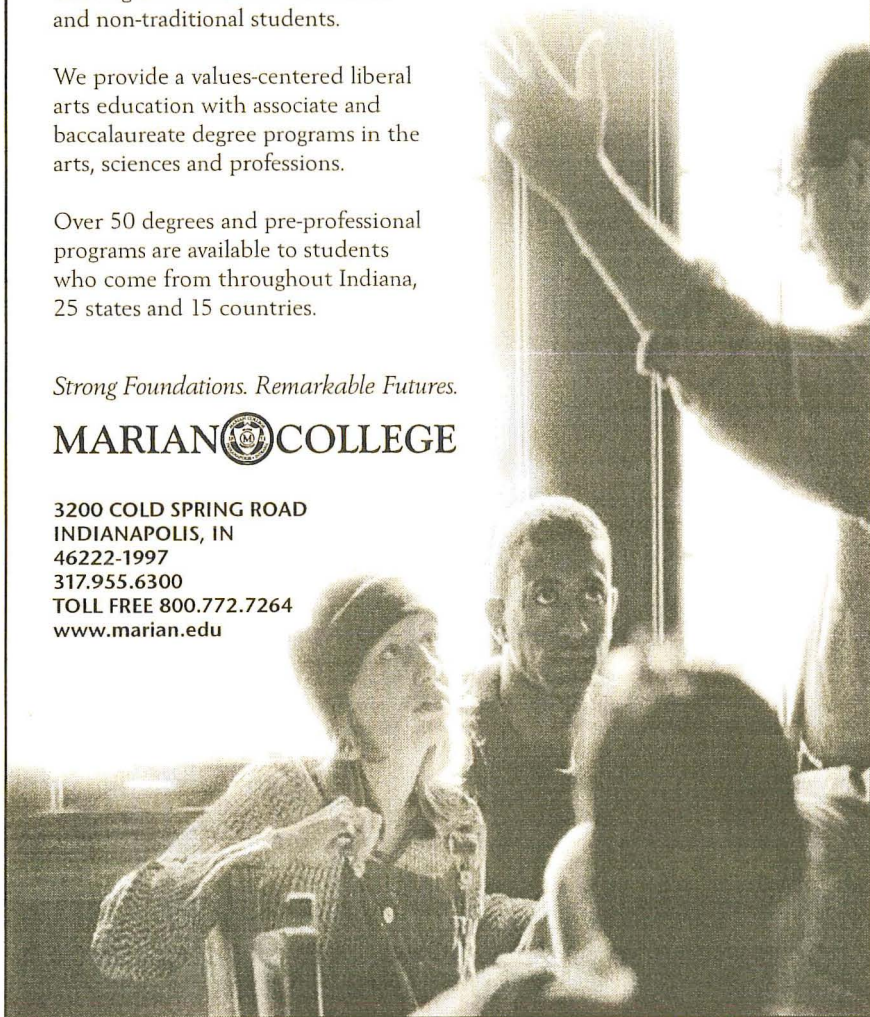 and non-traditional students.
We provide a values-centered liberal
arts education with associate and
baccalaureate degree programs in the
arts, sciences and professions.
Over 50 degrees and pre-professional
programs are available to students
who come from throughout Indiana,
25 states and 15 countries.
Strong Foundations. Remarkable Futures.
MARIAN M COLLEGE
3200 COLD SPRING ROAD
INDIANAPOLIS, IN
46222-1997
317.955.6300
TOLL FREE 800.772.7264
www.marian.edu